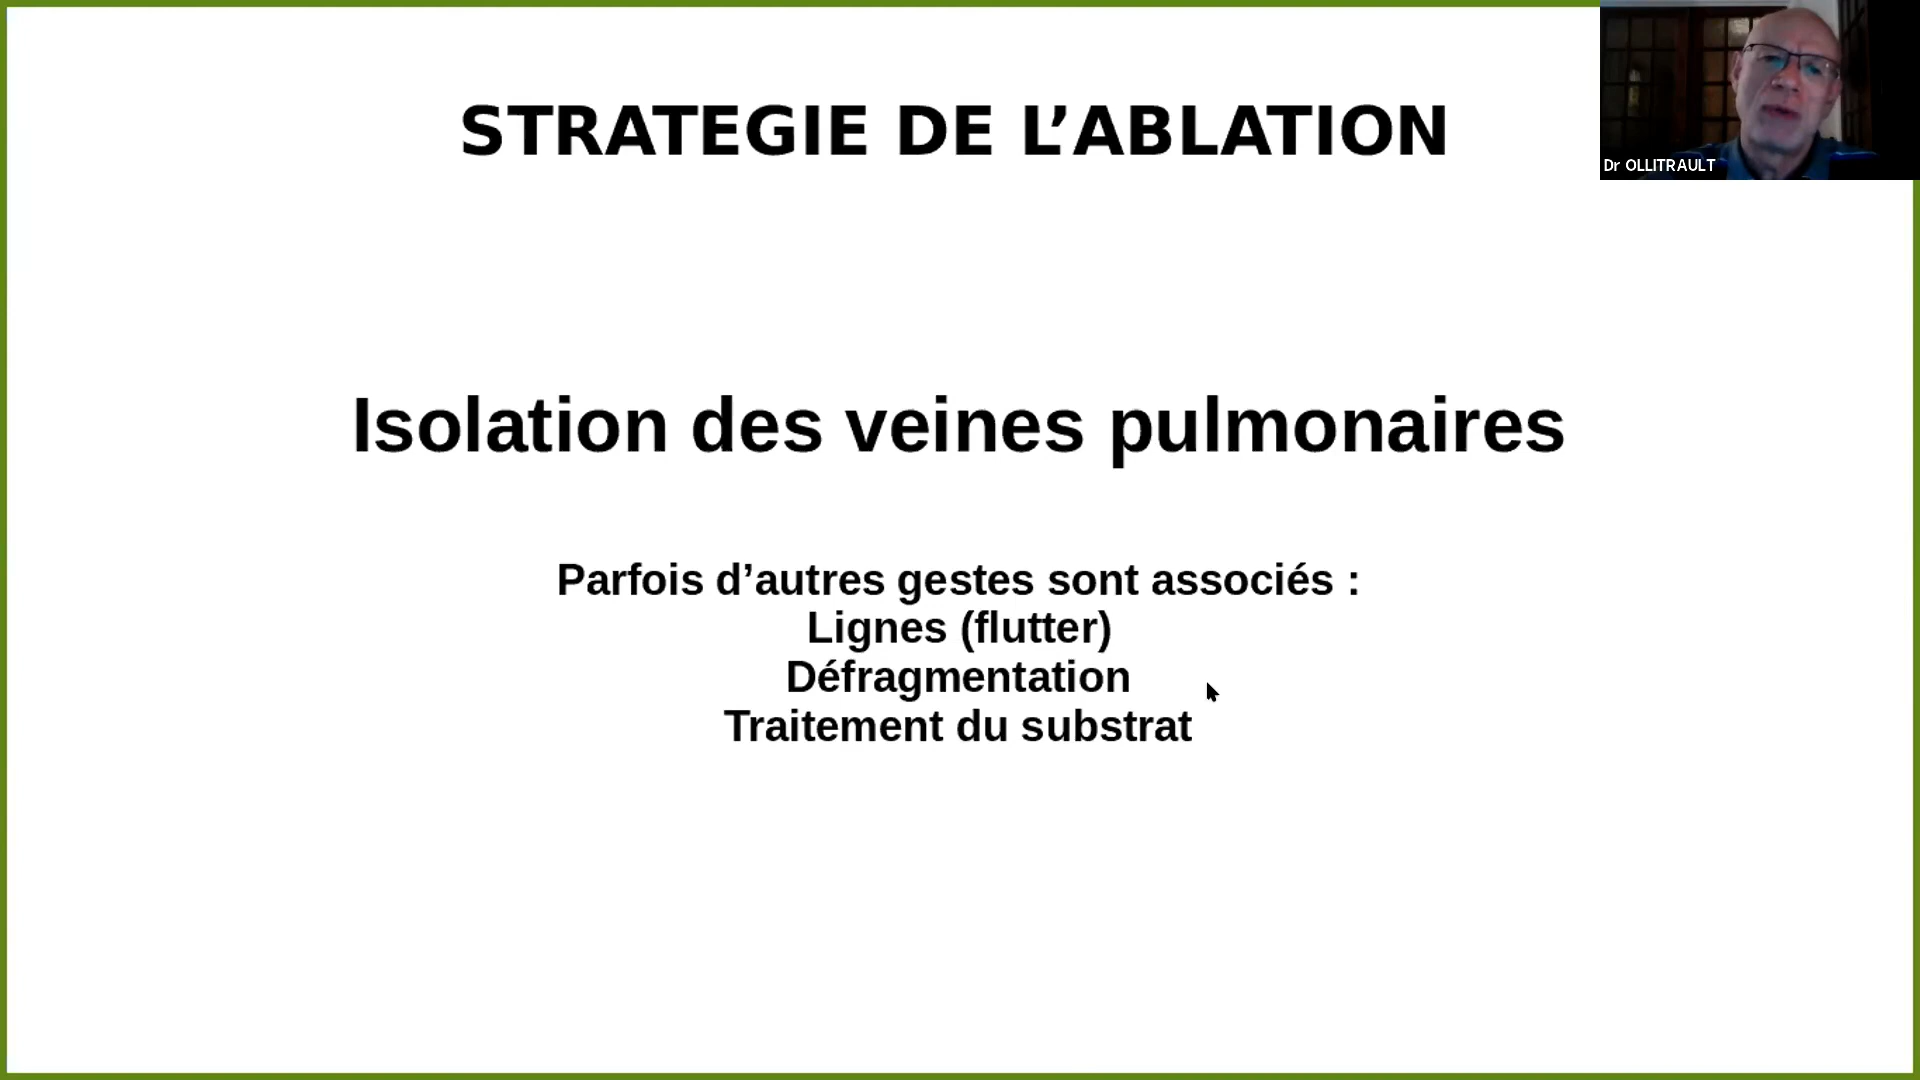 STRATEGIE DE L’ABLATION
Dr OLLITRAULT
Isolation des veines pulmonaires
Parfois d’autres gestes sont associés :
Lignes (flutter)
Défragmentation
Traitement du substrat